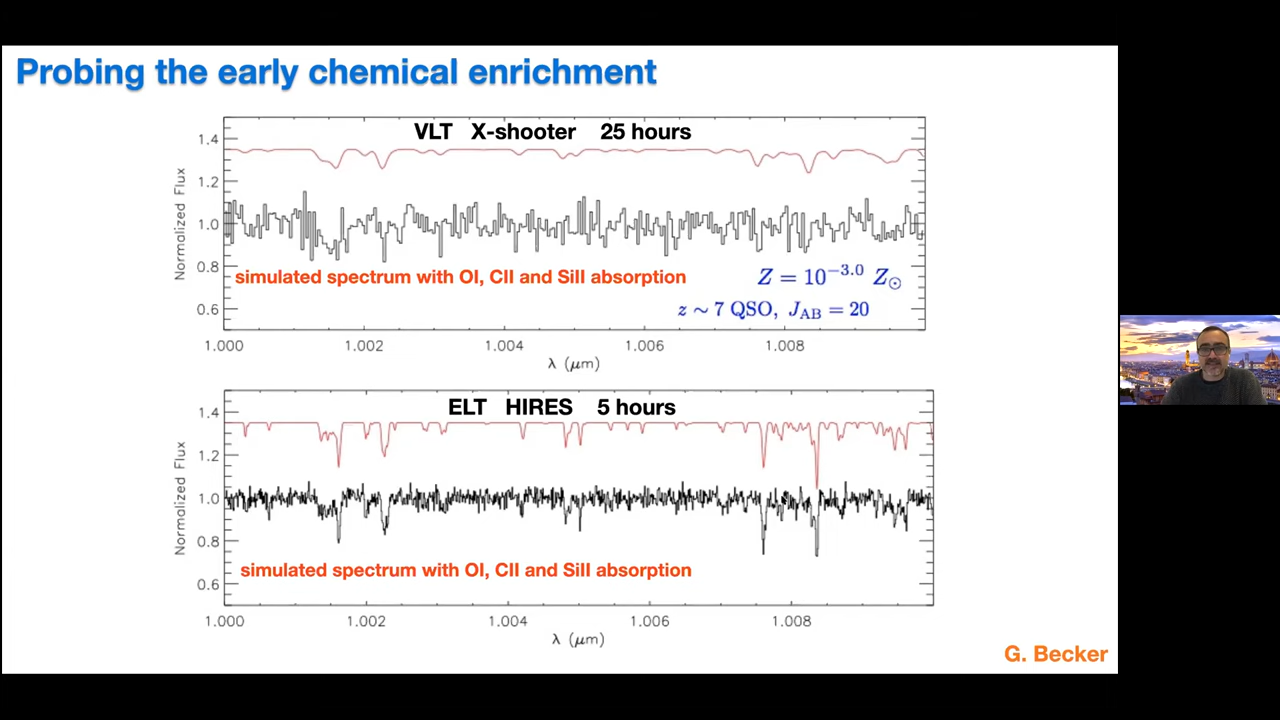 Probing the early chemical enrichment
VLT X-shooter 25 hours
1.4
1.2
1.0
0.8
0.6
Normalized Flux
simulated spectrum with OI, CII and SiII absorption
Z = 10^−3.0 Z⊙
z ~ 7 QSO, J_AB = 20
1.000 1.002 1.004 1.006 1.008
λ (μm)
ELT HIRES 5 hours
1.4
1.2
1.0
0.8
0.6
Normalized Flux
simulated spectrum with OI, CII and SiII absorption
1.000 1.002 1.004 1.006 1.008
λ (μm)
G. Becker